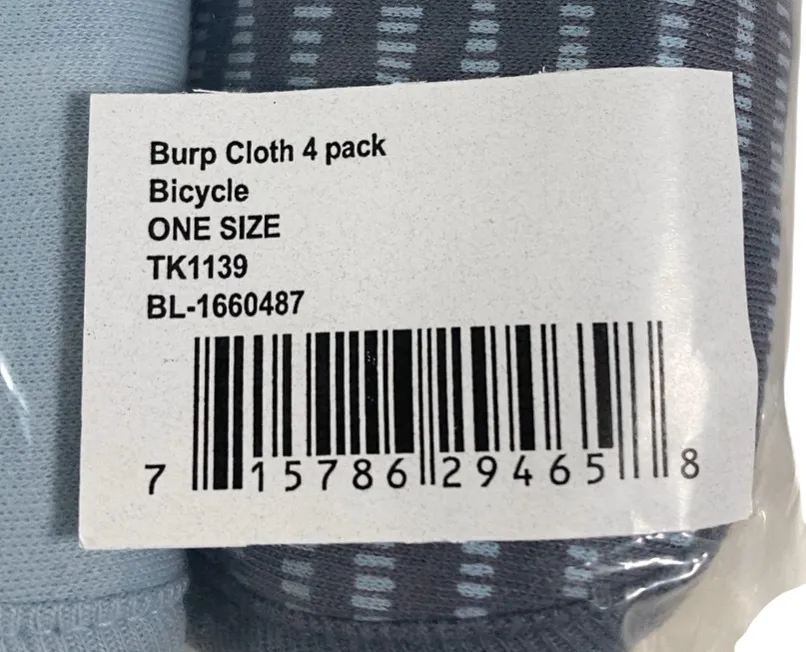 Burp Cloth 4 pack
Bicycle
ONE SIZE
TK1139
BL-1660487
7 15786 29465 8